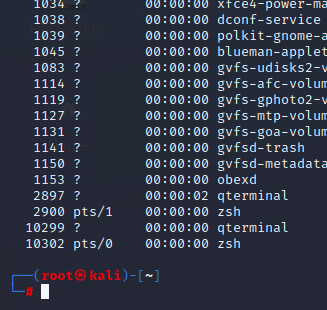 1034 ? 00:00:00 xfce4-power-ma
1038 ? 00:00:00 dconf-service
1039 ? 00:00:00 polkit-gnome-a
1045 ? 00:00:00 blueman-applet
1083 ? 00:00:00 gvfs-udisks2-v
1114 ? 00:00:00 gvfs-afc-volum
1119 ? 00:00:00 gvfs-gphoto2-v
1127 ? 00:00:00 gvfs-mtp-volum
1131 ? 00:00:00 gvfs-goa-volum
1141 ? 00:00:00 gvfsd-trash
1150 ? 00:00:00 gvfsd-metadata
1153 ? 00:00:00 obexd
2897 ? 00:00:02 qterminal
2900 pts/1 00:00:00 zsh
10299 ? 00:00:00 qterminal
10302 pts/0 00:00:00 zsh
┌──(root㉿kali)-[~]
└─#